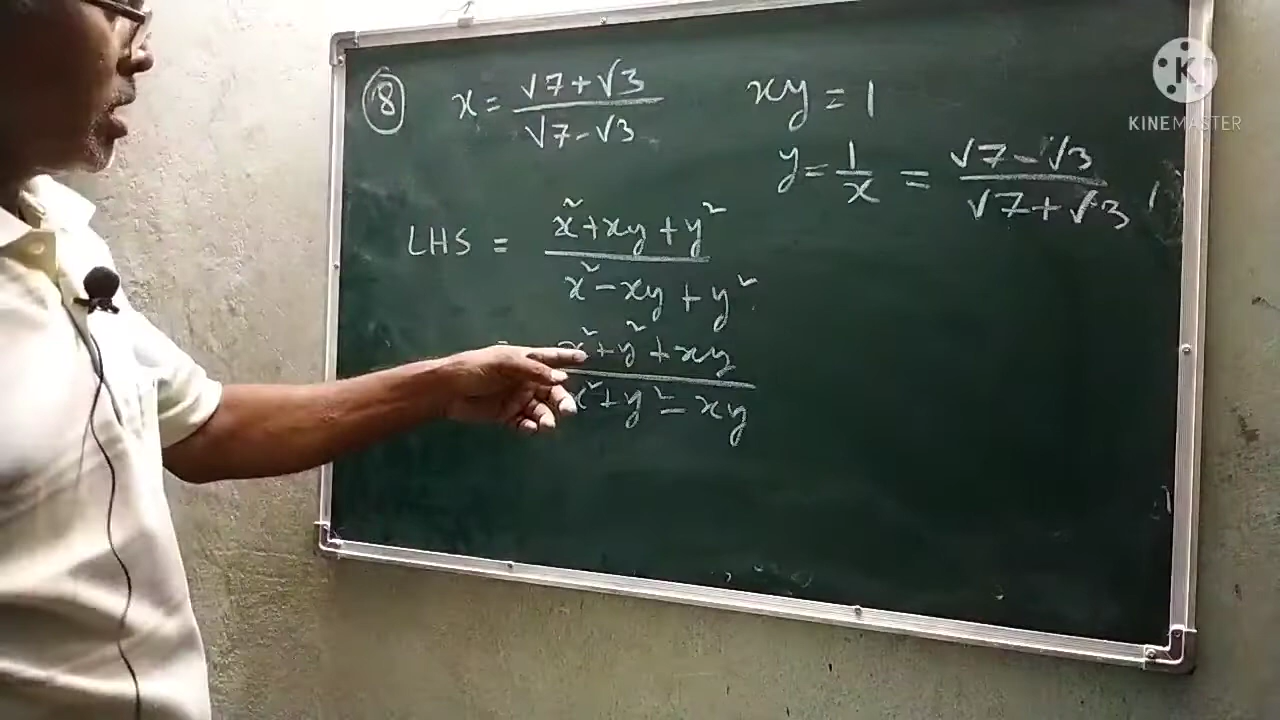 ⑧ x = √7+√3 / √7-√3
xy = 1
y = 1/x = √7-√3 / √7+√3
LHS = x²+xy+y² / x²-xy+y²
x²+y²+xy / x²+y²-xy
K
KINEMASTER